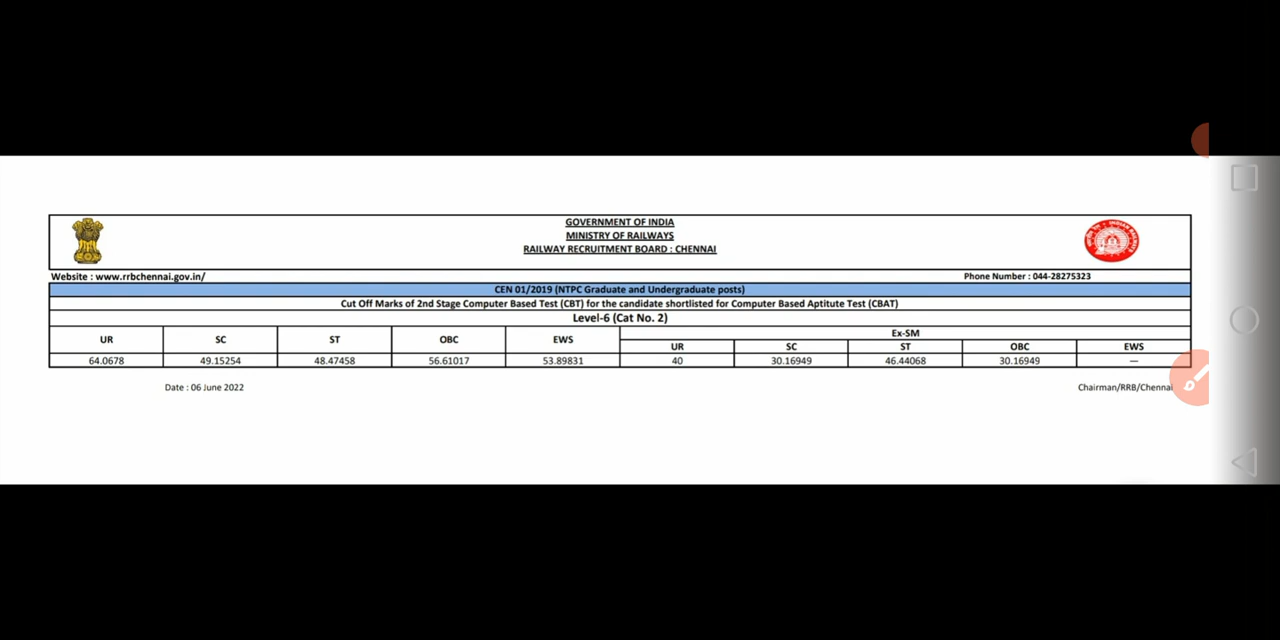 GOVERNMENT OF INDIA
MINISTRY OF RAILWAYS
RAILWAY RECRUITMENT BOARD : CHENNAI
Website : www.rrbchennai.gov.in/ Phone Number : 044-28275323
CEN 01/2019 (NTPC Graduate and Undergraduate posts)
Cut Off Marks of 2nd Stage Computer Based Test (CBT) for the candidate shortlisted for Computer Based Aptitute Test (CBAT)
Level-6 (Cat No. 2)
UR SC ST OBC EWS Ex-SM
UR SC ST OBC EWS
64.0678 49.15254 48.47458 56.61017 53.89831 40 30.16949 46.44068 30.16949 —
Date : 06 June 2022 Chairman/RRB/Chennai